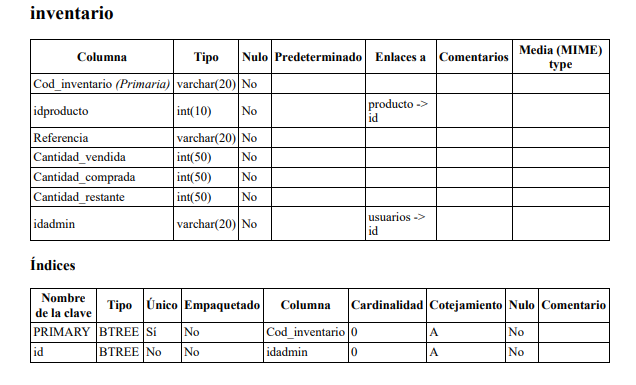 inventario
Columna Tipo Nulo Predeterminado Enlaces a Comentarios Media (MIME) type
Cod_inventario (Primaria) varchar(20) No
idproducto int(10) No producto -> id
Referencia varchar(20) No
Cantidad_vendida int(50) No
Cantidad_comprada int(50) No
Cantidad_restante int(50) No
idadmin varchar(20) No usuarios -> id
Índices
Nombre de la clave Tipo Único Empaquetado Columna Cardinalidad Cotejamiento Nulo Comentario
PRIMARY BTREE Sí No Cod_inventario 0 A No
id BTREE No No idadmin 0 A No